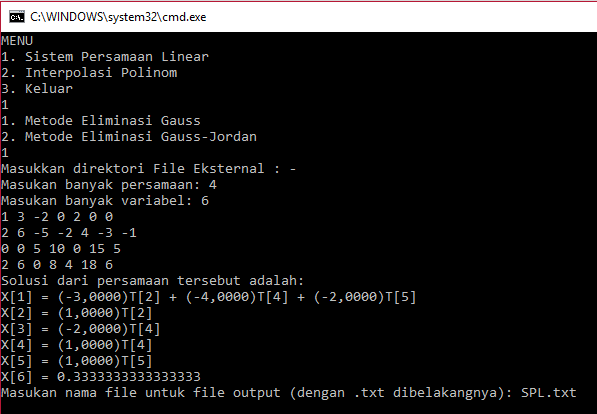 C:\WINDOWS\system32\cmd.exe
MENU
1. Sistem Persamaan Linear
2. Interpolasi Polinom
3. Keluar
1
1. Metode Eliminasi Gauss
2. Metode Eliminasi Gauss-Jordan
1
Masukkan direktori File Eksternal : -
Masukan banyak persamaan: 4
Masukan banyak variabel: 6
1 3 -2 0 2 0 0
2 6 -5 -2 4 -3 -1
0 0 5 10 0 15 5
2 6 0 8 4 18 6
Solusi dari persamaan tersebut adalah:
X[1] = (-3,0000)T[2] + (-4,0000)T[4] + (-2,0000)T[5]
X[2] = (1,0000)T[2]
X[3] = (-2,0000)T[4]
X[4] = (1,0000)T[4]
X[5] = (1,0000)T[5]
X[6] = 0.3333333333333333
Masukan nama file untuk file output (dengan .txt dibelakangnya): SPL.txt